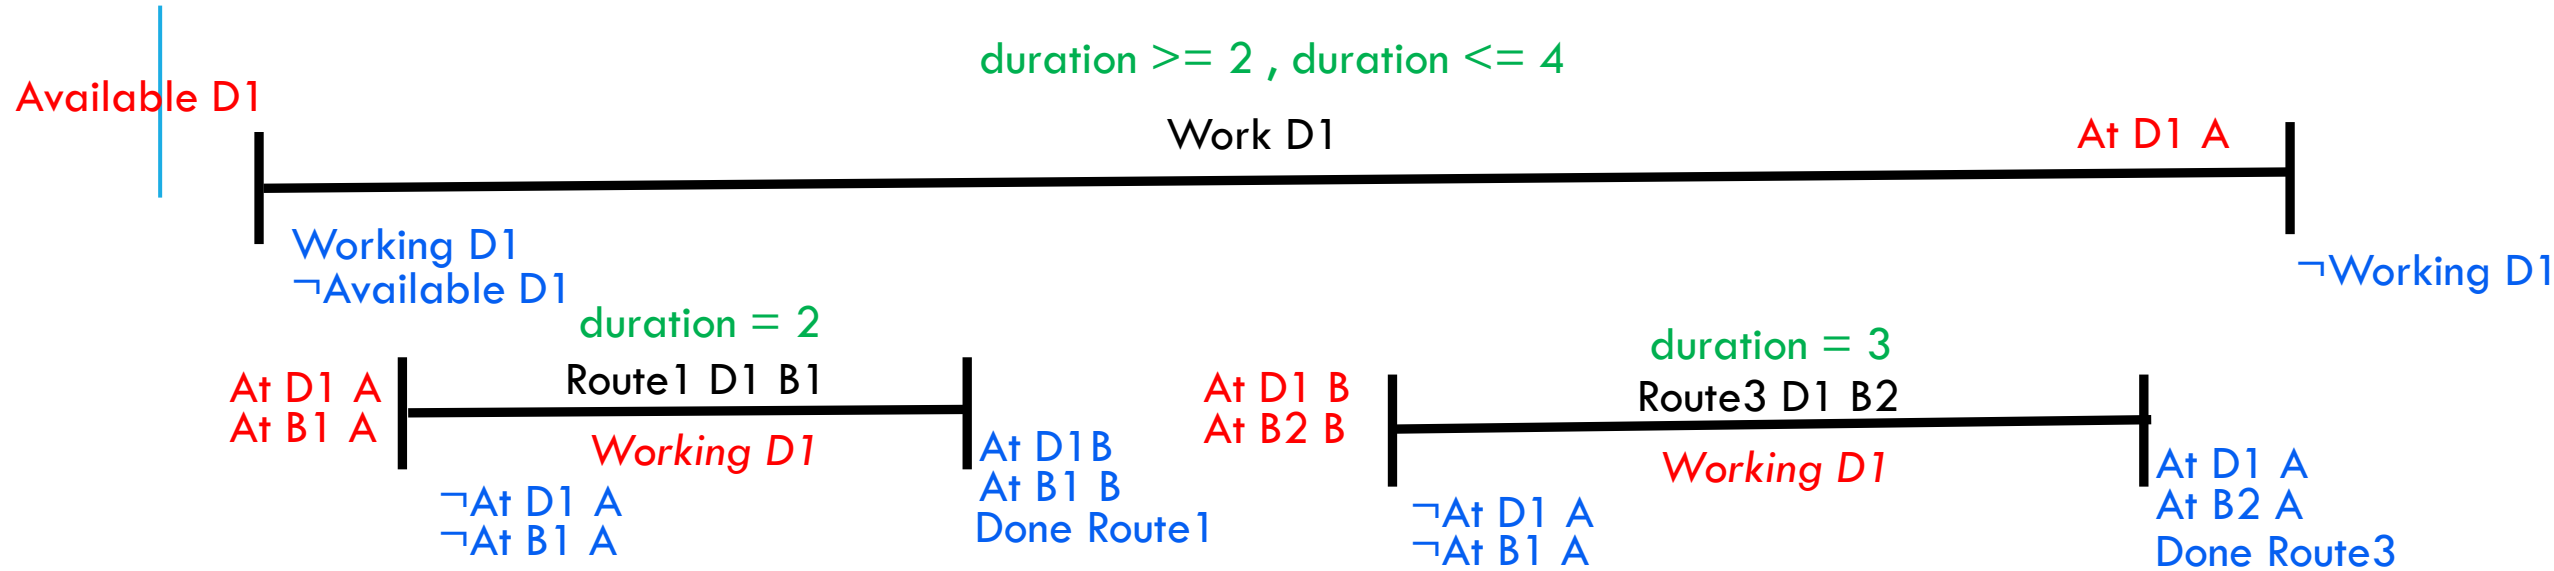 duration >= 2 , duration <= 4
Available D1
Work D1
At D1 A
Working D1
¬Available D1
¬Working D1
duration = 2
Route1 D1 B1
At D1 A
At B1 A
Working D1
¬At D1 A
¬At B1 A
At D1B
At B1 B
Done Route1
duration = 3
Route3 D1 B2
At D1 B
At B2 B
Working D1
¬At D1 A
¬At B1 A
At D1 A
At B2 A
Done Route3